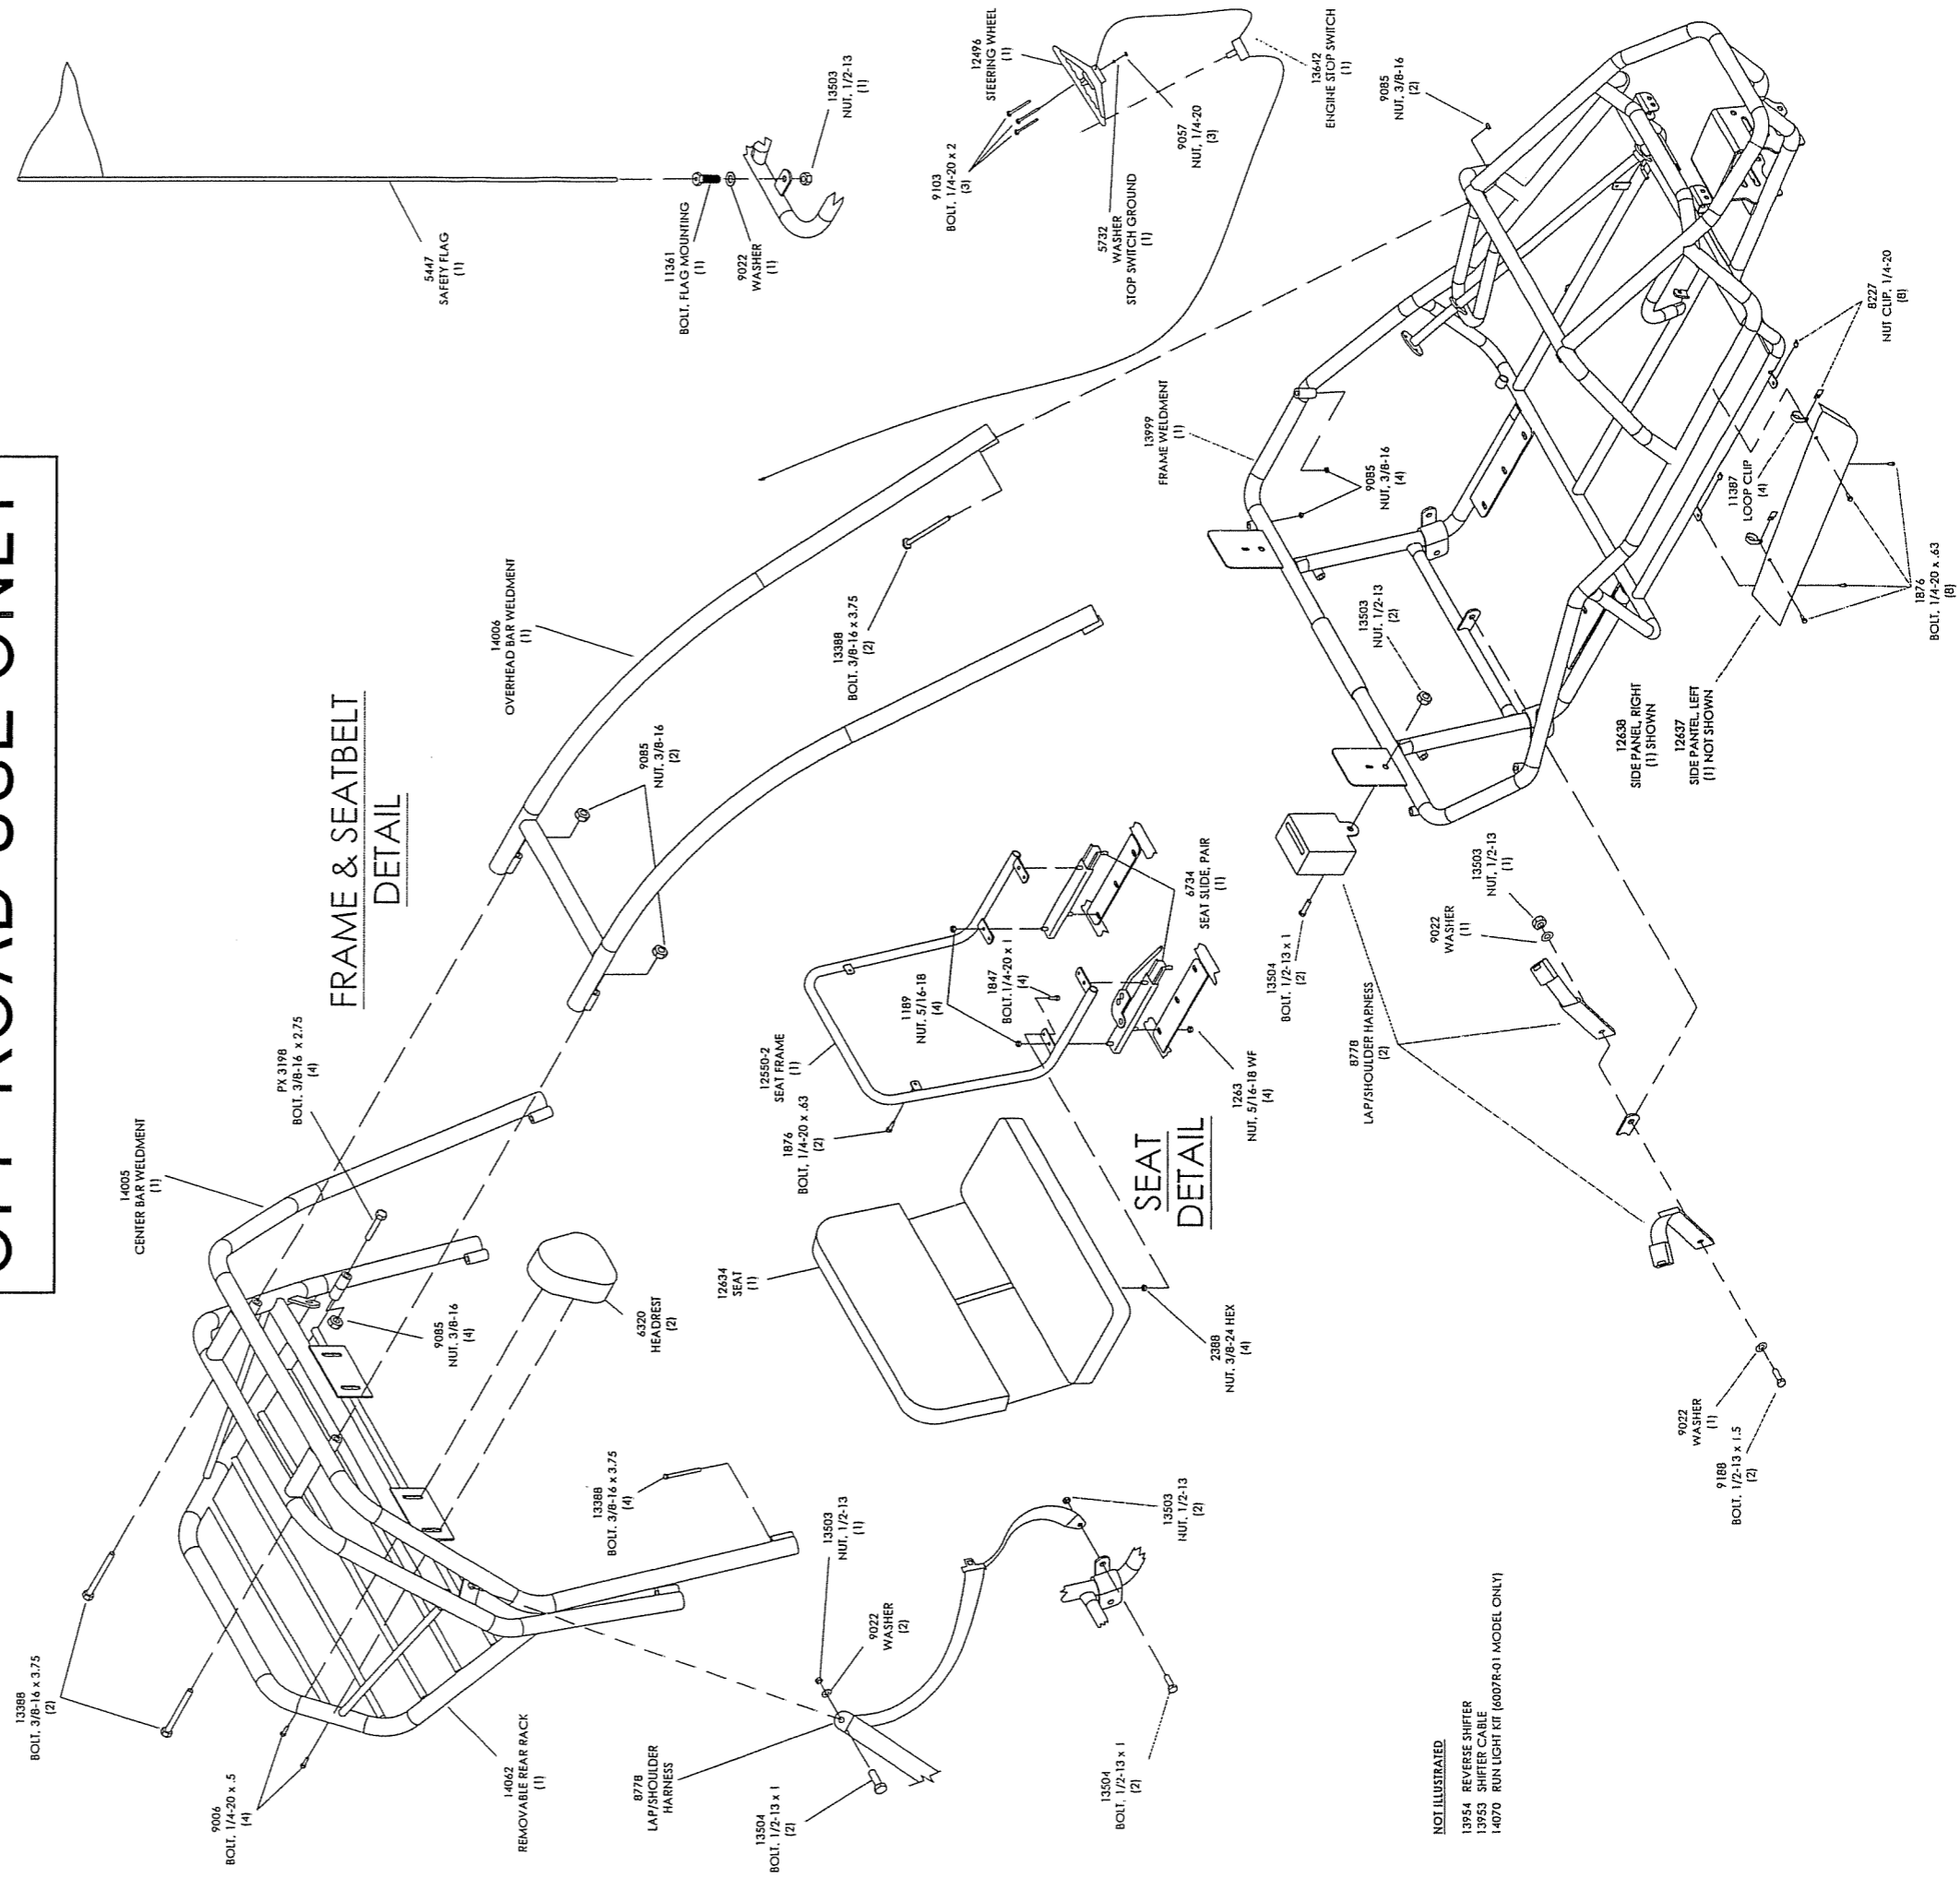 OFF ROAD USE ONLY
FRAME & SEATBELT
DETAIL
13388
BOLT, 3/8-16 x 3.75
(2)
9006
BOLT, 1/4-20 x .5
(4)
14062
REMOVABLE REAR RACK
(1)
8778
LAP/SHOULDER
HARNESS
13504
BOLT, 1/2-13 x 1
(2)
14005
CENTER BAR WELDMENT
(1)
PX 3198
BOLT, 3/8-16 x 2.75
(4)
9085
NUT, 3/8-16
(4)
6320
HEADREST
(2)
13388
BOLT, 3/8-16 x 3.75
(4)
13503
NUT, 1/2-13
(1)
9022
WASHER
(2)
13503
NUT, 1/2-13
(2)
13504
BOLT, 1/2-13 x 1
(2)
14006
OVERHEAD BAR WELDMENT
(1)
9085
NUT, 3/8-16
(2)
13388
BOLT, 3/8-16 x 3.75
(2)
5447
SAFETY FLAG
(1)
11361
BOLT, FLAG MOUNTING
(1)
9022
WASHER
(1)
13503
NUT, 1/2-13
(1)
12496
STEERING WHEEL
(1)
9103
BOLT, 1/4-20 x 2
(3)
5732
WASHER
STOP SWITCH GROUND
(1)
9057
NUT, 1/4-20
(3)
13642
ENGINE STOP SWITCH
(1)
9085
NUT, 3/8-16
(2)
13999
FRAME WELDMENT
(1)
9085
NUT, 3/8-16
(4)
13503
NUT, 1/2-13
(2)
8227
NUT CLIP, 1/4-20
(8)
11387
LOOP CLIP
(4)
1876
BOLT, 1/4-20 x .63
(8)
12638
SIDE PANEL, RIGHT
(1) SHOWN
12637
SIDE PANTEL, LEFT
(1) NOT SHOWN
SEAT
DETAIL
12634
SEAT
(1)
1876
BOLT, 1/4-20 x .63
(2)
12550-2
SEAT FRAME
(1)
1189
NUT, 5/16-18
(4)
1847
BOLT, 1/4-20 x 1
(4)
6734
SEAT SLIDE, PAIR
(1)
1263
NUT, 5/16-18 WF
(4)
2388
NUT, 3/8-24 HEX
(4)
13504
BOLT, 1/2-13 x 1
(2)
8778
LAP/SHOULDER HARNESS
(2)
9022
WASHER
(1)
13503
NUT, 1/2-13
(1)
9022
WASHER
(1)
9188
BOLT, 1/2-13 x 1.5
(2)
NOT ILLUSTRATED
13954 REVERSE SHIFTER
13953 SHIFTER CABLE
14070 RUN LIGHT KIT (6007R-01 MODEL ONLY)